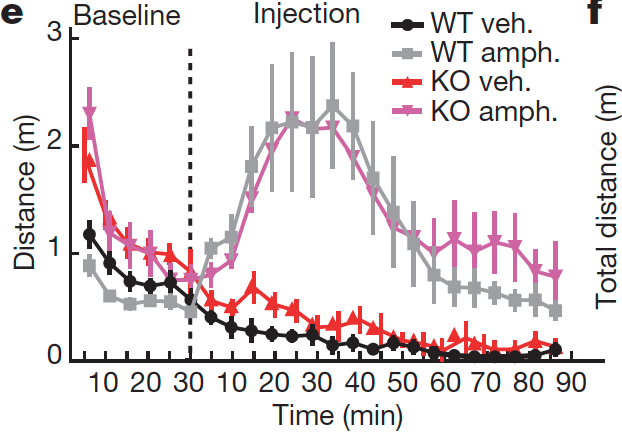 e
Baseline
Injection
f
WT veh.
WT amph.
KO veh.
KO amph.
3
2
1
0
Distance (m)
10 20 30 10 20 30 40 50 60 70 80 90
Time (min)
Total distance (m)